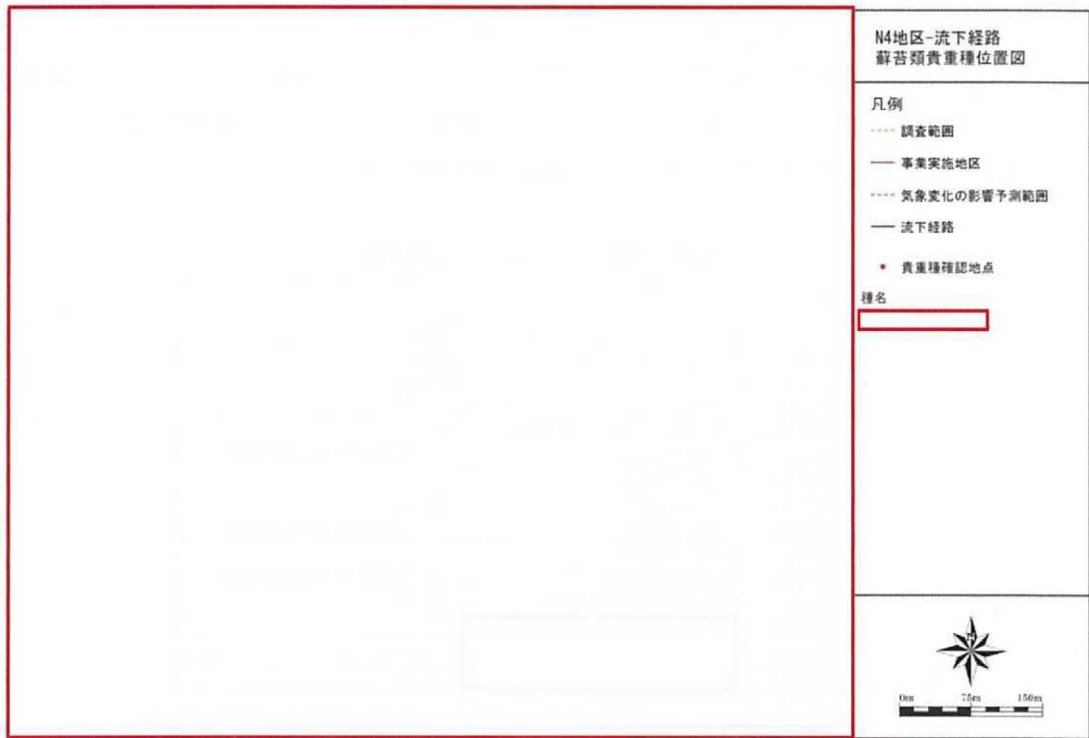 N4地区-流下経路
蘚苔類貴重種位置図
凡例
調査範囲
事業実施地区
気象変化の影響予測範囲
流下経路
貴重種確認地点
種名
N
0m 75m 150m